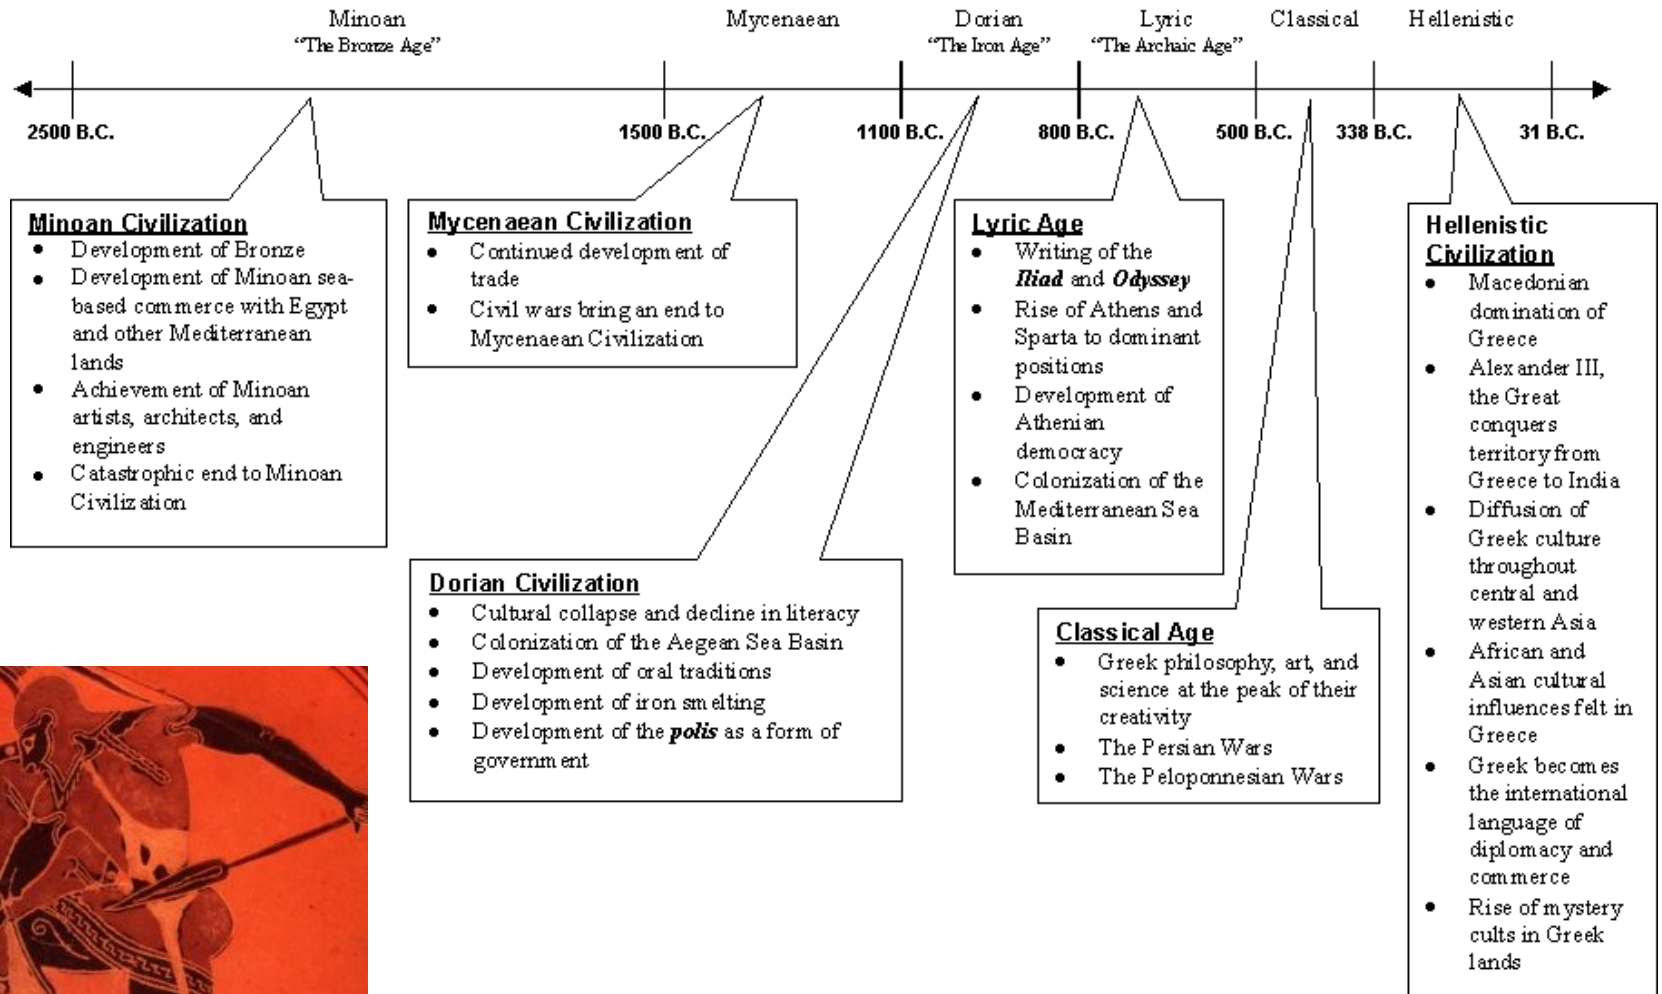 Minoan
“The Bronze Age”
Mycenaean
Dorian
“The Iron Age”
Lyric
“The Archaic Age”
Classical
Hellenistic
2500 B.C.
1500 B.C.
1100 B.C.
800 B.C.
500 B.C.
338 B.C.
31 B.C.
Minoan Civilization
• Development of Bronze
• Development of Minoan sea-
based commerce with Egypt
and other Mediterranean
lands
• Achievement of Minoan
artists, architects, and
engineers
• Catastrophic end to Minoan
Civilization
Mycenaean Civilization
• Continued development of
trade
• Civil wars bring an end to
Mycenaean Civilization
Dorian Civilization
• Cultural collapse and decline in literacy
• Colonization of the Aegean Sea Basin
• Development of oral traditions
• Development of iron smelting
• Development of the polis as a form of
government
Lyric Age
• Writing of the
Iliad and Odyssey
• Rise of Athens and
Sparta to dominant
positions
• Development of
Athenian
democracy
• Colonization of the
Mediterranean Sea
Basin
Classical Age
• Greek philosophy, art, and
science at the peak of their
creativity
• The Persian Wars
• The Peloponnesian Wars
Hellenistic
Civilization
• Macedonian
domination of
Greece
• Alexander III,
the Great
conquers
territory from
Greece to India
• Diffusion of
Greek culture
throughout
central and
western Asia
• African and
Asian cultural
influences felt in
Greece
• Greek becomes
the international
language of
diplomacy and
commerce
• Rise of mystery
cults in Greek
lands